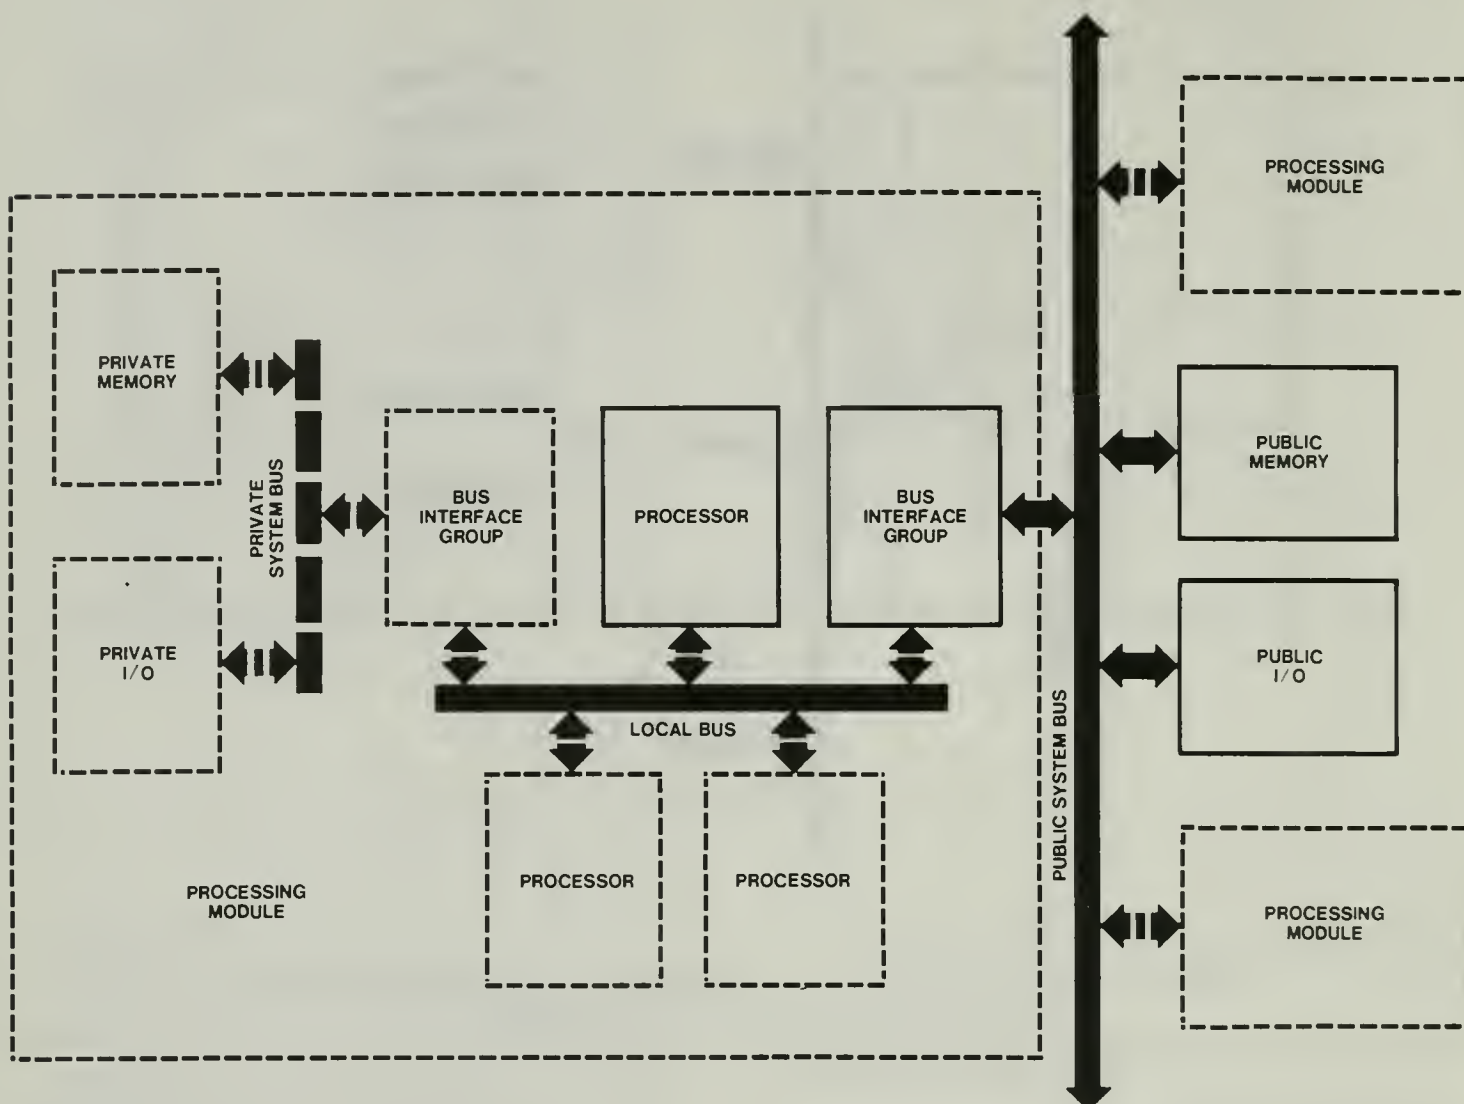 PROCESSING
MODULE
PRIVATE
MEMORY
PRIVATE
SYSTEM BUS
BUS
INTERFACE
GROUP
PROCESSOR
BUS
INTERFACE
GROUP
PUBLIC
MEMORY
PRIVATE
I/O
PUBLIC
I/O
LOCAL BUS
PUBLIC SYSTEM BUS
PROCESSOR
PROCESSOR
PROCESSING
MODULE
PROCESSING
MODULE